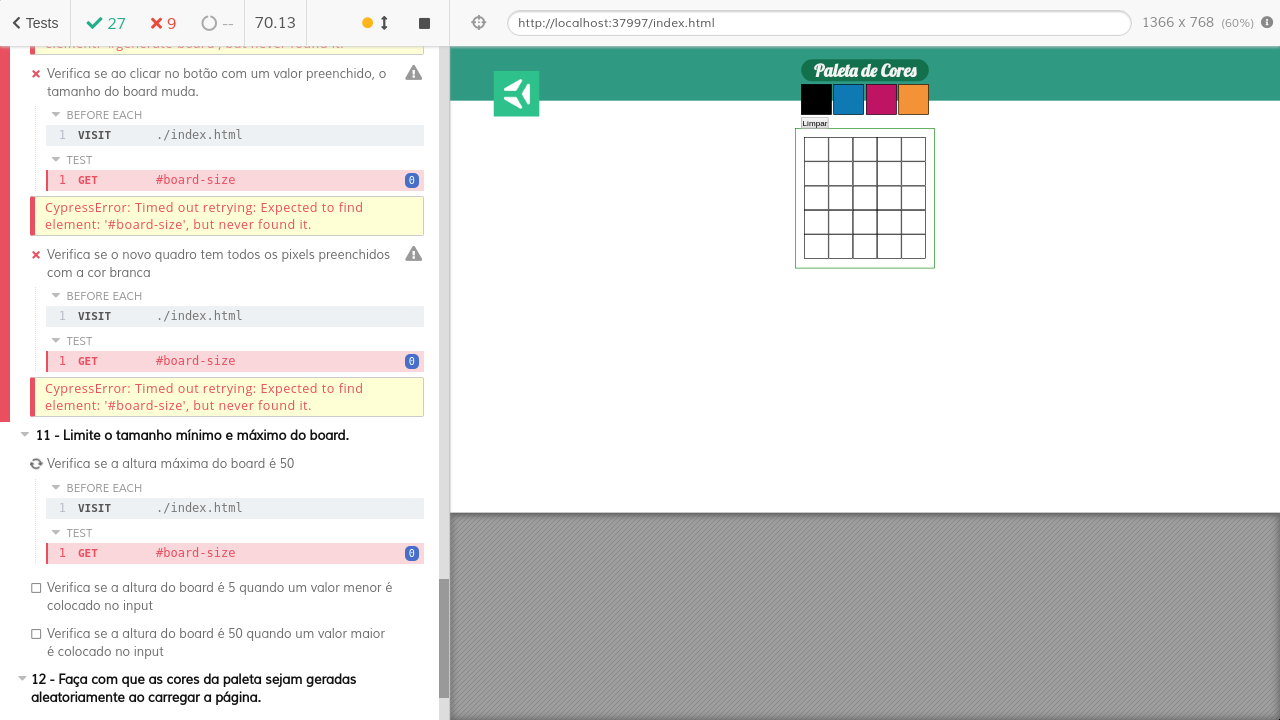 Tests
27
9
--
70.13
http://localhost:37997/index.html
1366 x 768 (60%)
element: '#generate-board', but never found it.
Verifica se ao clicar no botão com um valor preenchido, o
tamanho do board muda.
BEFORE EACH
1 VISIT ./index.html
TEST
1 GET #board-size 0
CypressError: Timed out retrying: Expected to find
element: '#board-size', but never found it.
Verifica se o novo quadro tem todos os pixels preenchidos
com a cor branca
BEFORE EACH
1 VISIT ./index.html
TEST
1 GET #board-size 0
CypressError: Timed out retrying: Expected to find
element: '#board-size', but never found it.
11 - Limite o tamanho mínimo e máximo do board.
Verifica se a altura máxima do board é 50
BEFORE EACH
1 VISIT ./index.html
TEST
1 GET #board-size 0
Verifica se a altura do board é 5 quando um valor menor é
colocado no input
Verifica se a altura do board é 50 quando um valor maior
é colocado no input
12 - Faça com que as cores da paleta sejam geradas
aleatoriamente ao carregar a página.
Paleta de Cores
Limpar